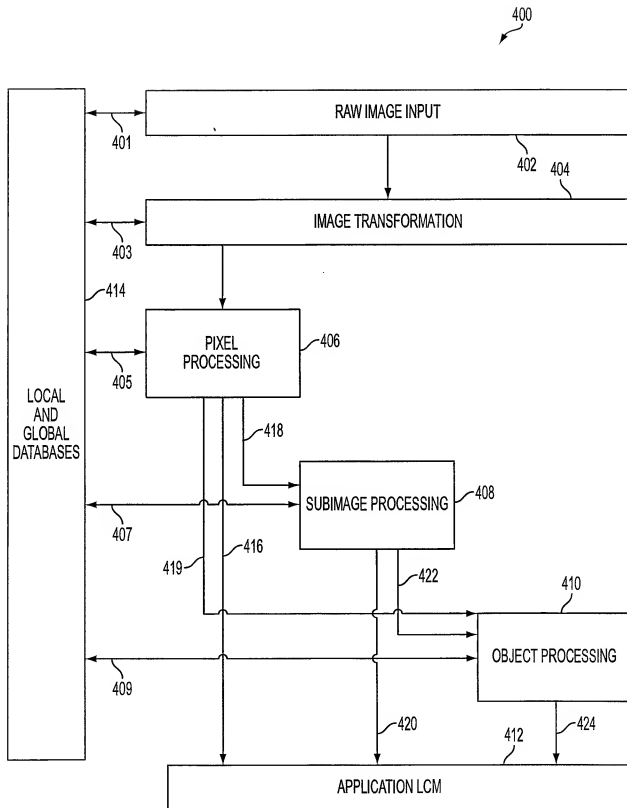 400
RAW IMAGE INPUT
401
402
404
IMAGE TRANSFORMATION
403
414
PIXEL
PROCESSING
406
405
LOCAL
AND
GLOBAL
DATABASES
418
SUBIMAGE PROCESSING
408
407
419
416
422
410
OBJECT PROCESSING
409
420
412
424
APPLICATION LCM